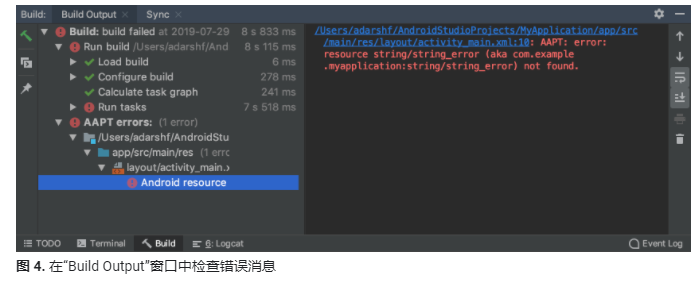 Build: Build Output × Sync ×
Build: build failed at 2019-07-29 8 s 833 ms
Run build /Users/adarshf/And 8 s 115 ms
Load build 6 ms
Configure build 278 ms
Calculate task graph 241 ms
Run tasks 7 s 518 ms
AAPT errors: (1 error)
/Users/adarshf/AndroidStu
app/src/main/res (1 erro
layout/activity_main.x
Android resource
/Users/adarshf/AndroidStudioProjects/MyApplication/app/src
/main/res/layout/activity_main.xml:10: AAPT: error:
resource string/string_error (aka com.example
.myapplication:string/string_error) not found.
TODO Terminal Build 6: Logcat Event Log
图 4. 在“Build Output”窗口中检查错误消息